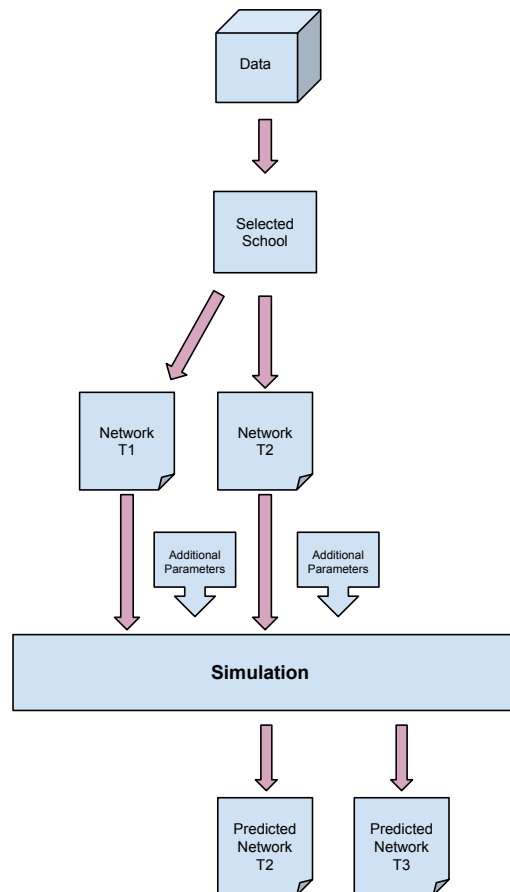 Data
Selected
School
Network
T1
Network
T2
Additional
Parameters
Additional
Parameters
Simulation
Predicted
Network
T2
Predicted
Network
T3